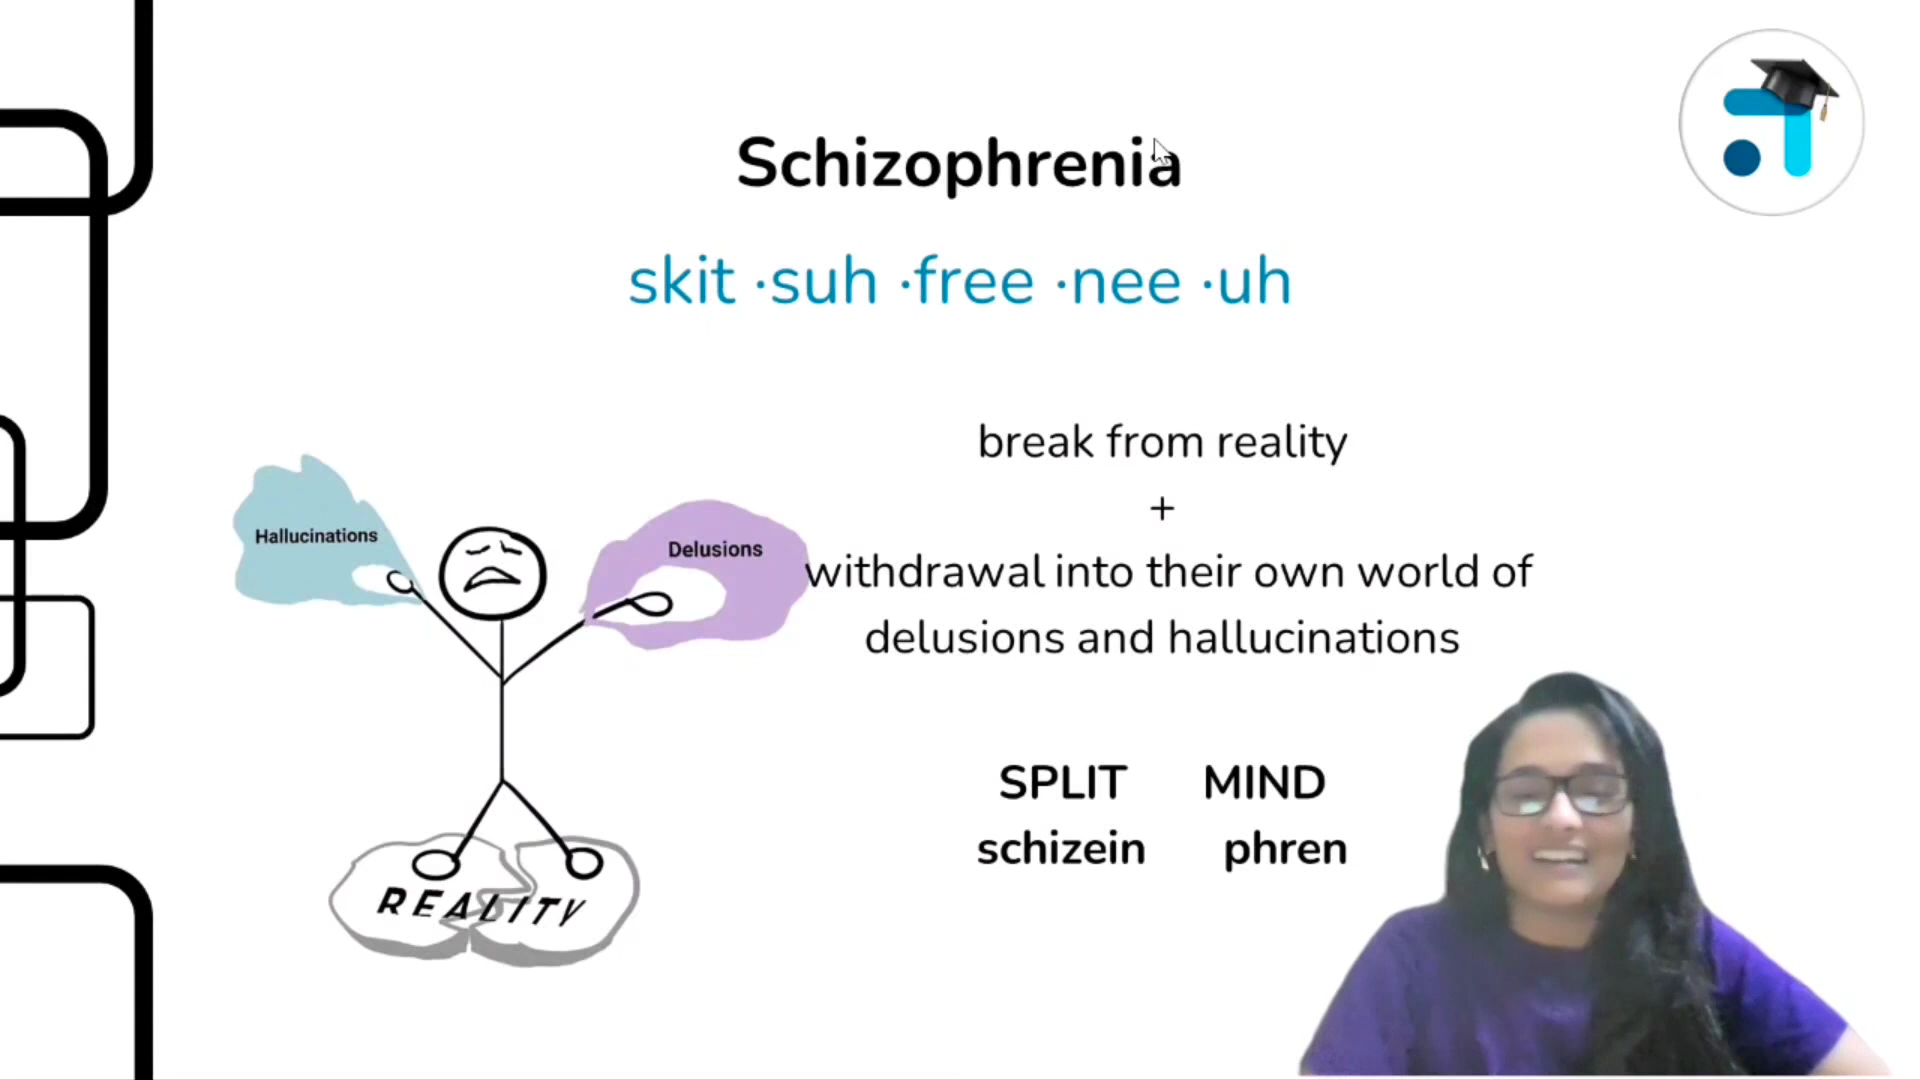 Schizophrenia
skit ·suh ·free ·nee ·uh
break from reality
+
withdrawal into their own world of
delusions and hallucinations
Hallucinations
Delusions
SPLIT MIND
schizein phren
REALITY